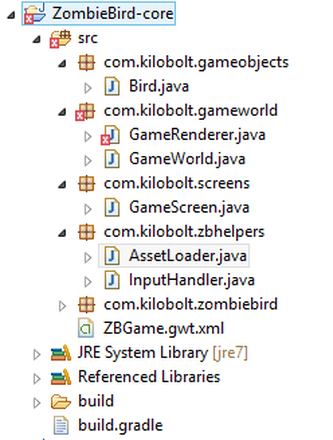 ZombieBird-core
src
com.kilobolt.gameobjects
Bird.java
com.kilobolt.gameworld
GameRenderer.java
GameWorld.java
com.kilobolt.screens
GameScreen.java
com.kilobolt.zbhelpers
AssetLoader.java
InputHandler.java
com.kilobolt.zombiebird
ZBGame.gwt.xml
JRE System Library [jre7]
Referenced Libraries
build
build.gradle